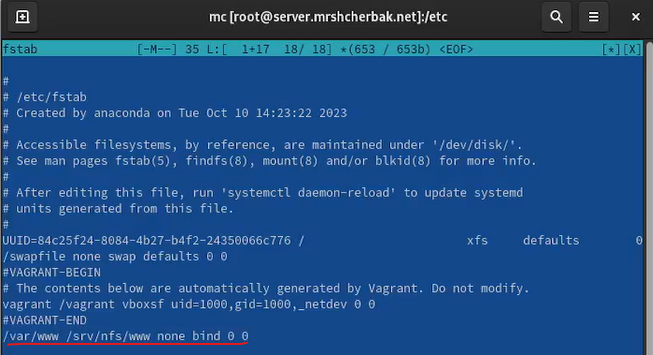 mc [root@server.mrshcherbak.net]:/etc
fstab [-M--] 35 L:[ 1+17 18/ 18] *(653 / 653b) <EOF> [*][X]
#
# /etc/fstab
# Created by anaconda on Tue Oct 10 14:23:22 2023
#
# Accessible filesystems, by reference, are maintained under '/dev/disk/'.
# See man pages fstab(5), findfs(8), mount(8) and/or blkid(8) for more info.
#
# After editing this file, run 'systemctl daemon-reload' to update systemd
# units generated from this file.
#
UUID=84c25f24-8084-4b27-b4f2-24350066c776 / xfs defaults 0
/swapfile none swap defaults 0 0
#VAGRANT-BEGIN
# The contents below are automatically generated by Vagrant. Do not modify.
vagrant /vagrant vboxsf uid=1000,gid=1000,_netdev 0 0
#VAGRANT-END
/var/www /srv/nfs/www none bind 0 0